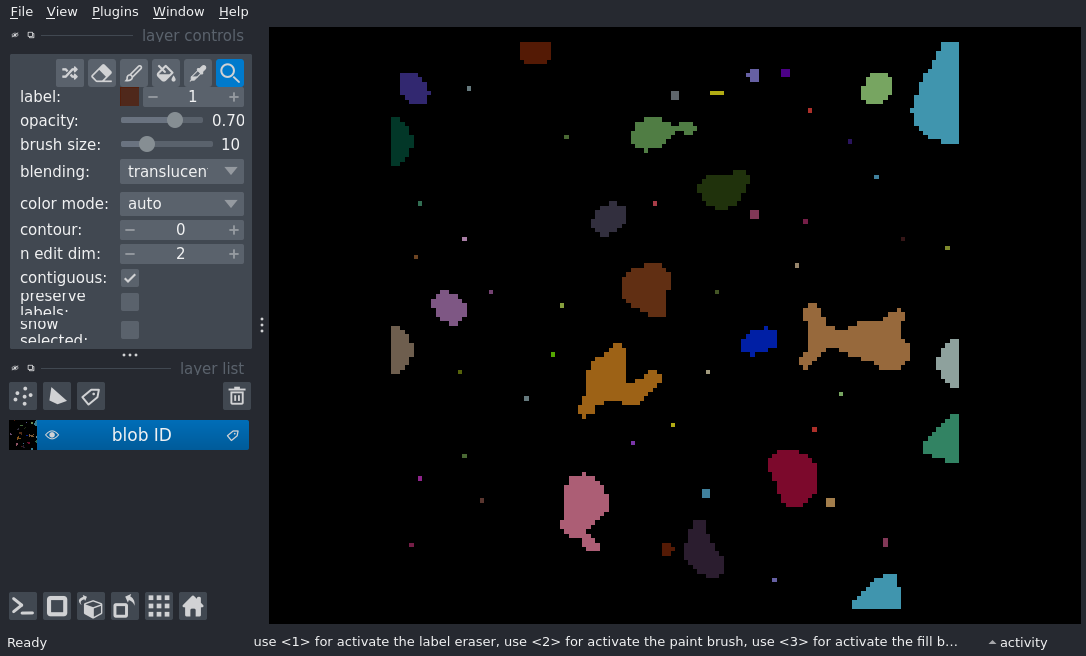 File View Plugins Window Help
layer controls
label: 1
opacity: 0.70
brush size: 10
blending: translucen
color mode: auto
contour: 0
n edit dim: 2
contiguous:
preserve
labels:
show
selected:
layer list
blob ID
Ready use <1> for activate the label eraser, use <2> for activate the paint brush, use <3> for activate the fill b… activity